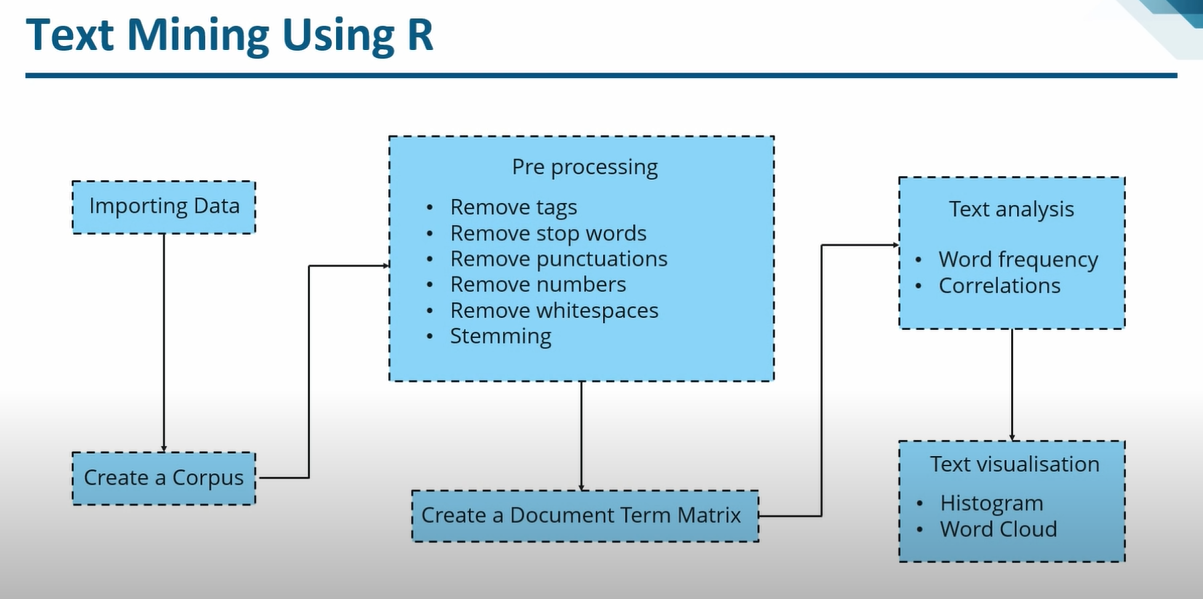 Text Mining Using R
Importing Data
Create a Corpus
Pre processing
• Remove tags
• Remove stop words
• Remove punctuations
• Remove numbers
• Remove whitespaces
• Stemming
Create a Document Term Matrix
Text analysis
• Word frequency
• Correlations
Text visualisation
• Histogram
• Word Cloud